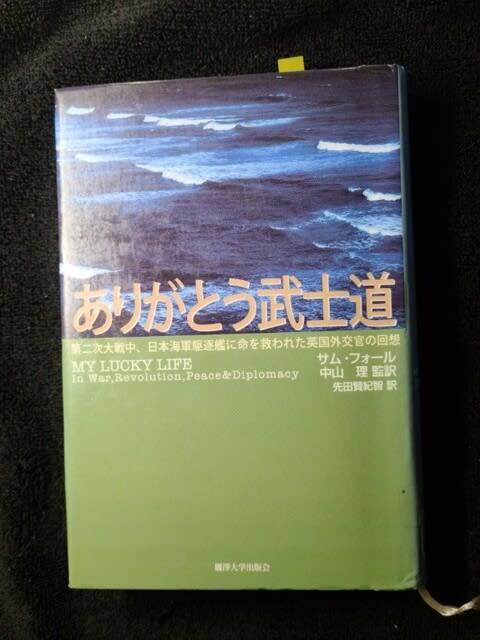 ありがとう武士道
第二次大戦中、日本海軍駆逐艦に命を救われた英国外交官の回想
MY LUCKY LIFE
In War,Revolution,Peace&Diplomacy
サム・フォール
中山 理 監訳
先田賢紀智 訳
麗澤大学出版会